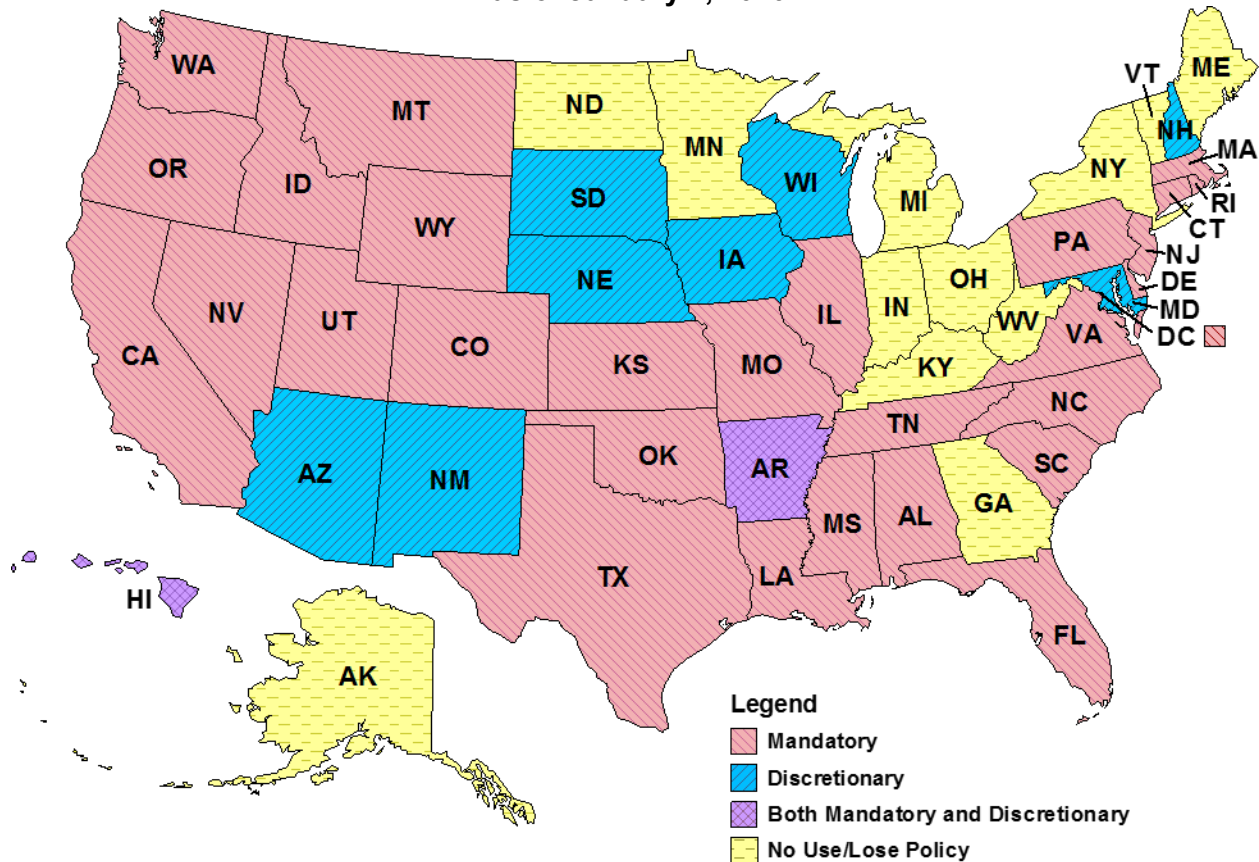 WA
MT
ND
MN
VT
ME
NH
OR
ID
SD
WI
NY
MA
MI
RI
WY
CT
PA
IA
NJ
NE
OH
DE
NV
IL
IN
MD
UT
WV
DC
CA
CO
VA
KS
MO
KY
NC
TN
OK
AR
SC
AZ
NM
GA
MS
AL
TX
LA
HI
FL
AK
Legend
Mandatory
Discretionary
Both Mandatory and Discretionary
No Use/Lose Policy